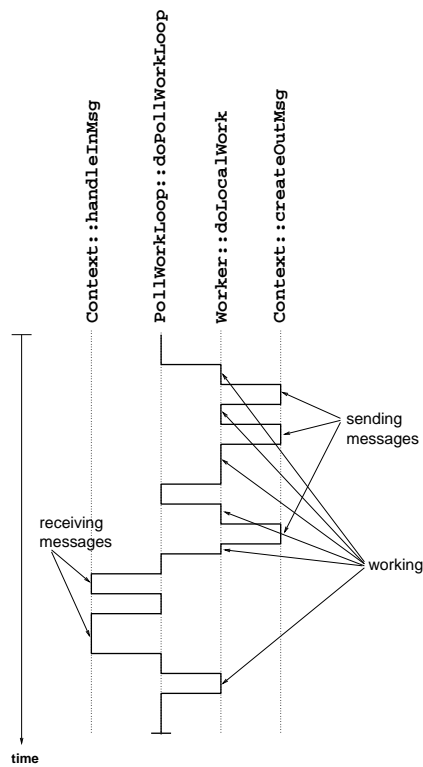 Context::handleInMsg
PollWorkLoop::doPollWorkLoop
Worker::doLocalWork
Context::createOutMsg
sending
messages
receiving
messages
working
time